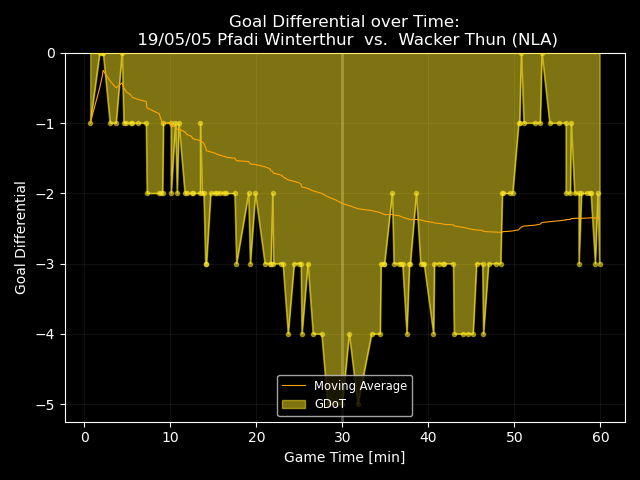 Goal Differential over Time:
19/05/05 Pfadi Winterthur vs. Wacker Thun (NLA)
0
−1
−2
−3
−4
−5
Goal Differential
Moving Average
GDoT
0 10 20 30 40 50 60
Game Time [min]